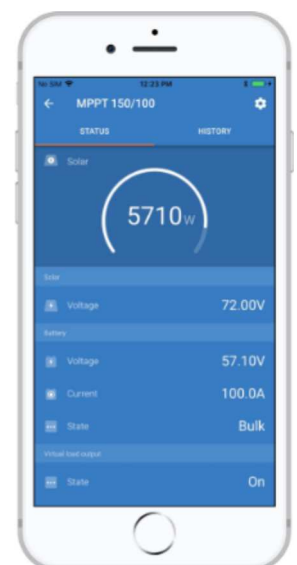 No SIM 12:33 PM
MPPT 150/100
STATUS HISTORY
Solar
5710W
Solar
Voltage 72.00V
Battery
Voltage 57.10V
Current 100.0A
State Bulk
Virtual load output
State On